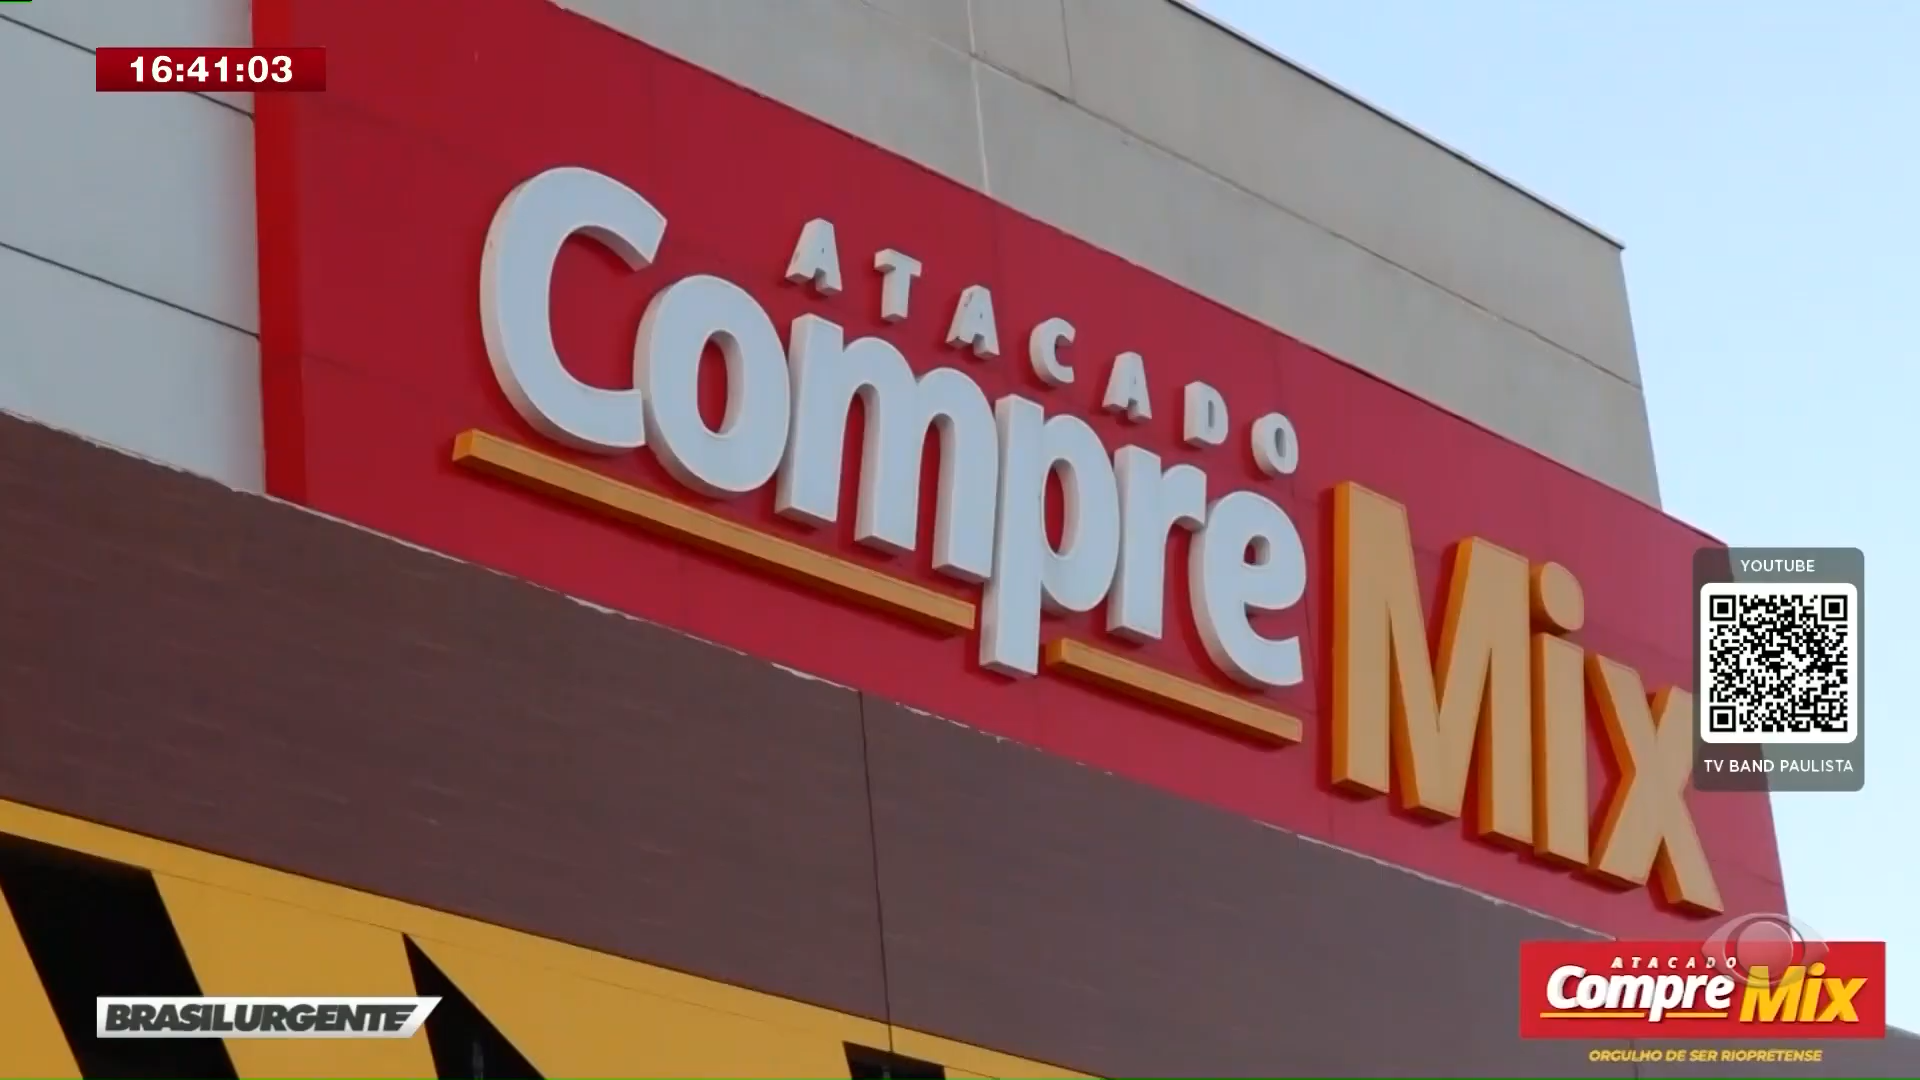 16:41:03
ATACADO
Compre Mix
YOUTUBE
TV BAND PAULISTA
BRASILURGENTE
ATACADO
Compre Mix
ORGULHO DE SER RIOPRETENSE